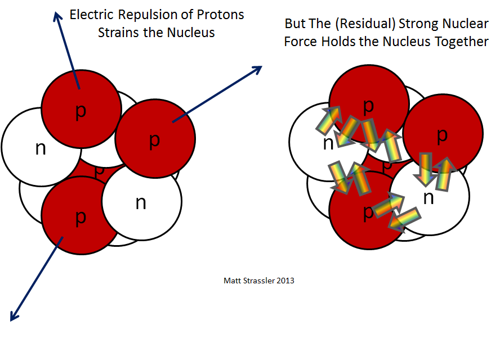 Electric Repulsion of Protons
Strains the Nucleus
But The (Residual) Strong Nuclear
Force Holds the Nucleus Together
p
p
n
p
p
n
p
p
n
n
p
Matt Strassler 2013